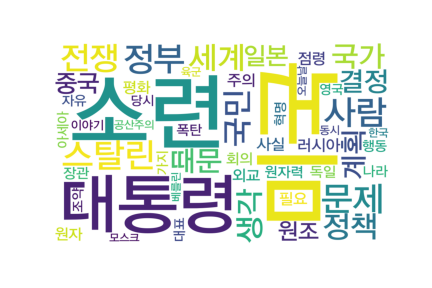 전쟁 정부 세계 일본 점령 국가
육군 오늘날
중국 평화 주의 영국 결정
자유 당시 소련 미국 국민 혁명 사람
아세아 이야기 공산주의 폭탄 동시 한국
스탈린 가지 때문 회의 사실 러시아 계획 행동
장관 외교 원자력 독일 나라
조약 대통령 베를린 생각 필요 문제
원자 모스크 대표 원조 정책